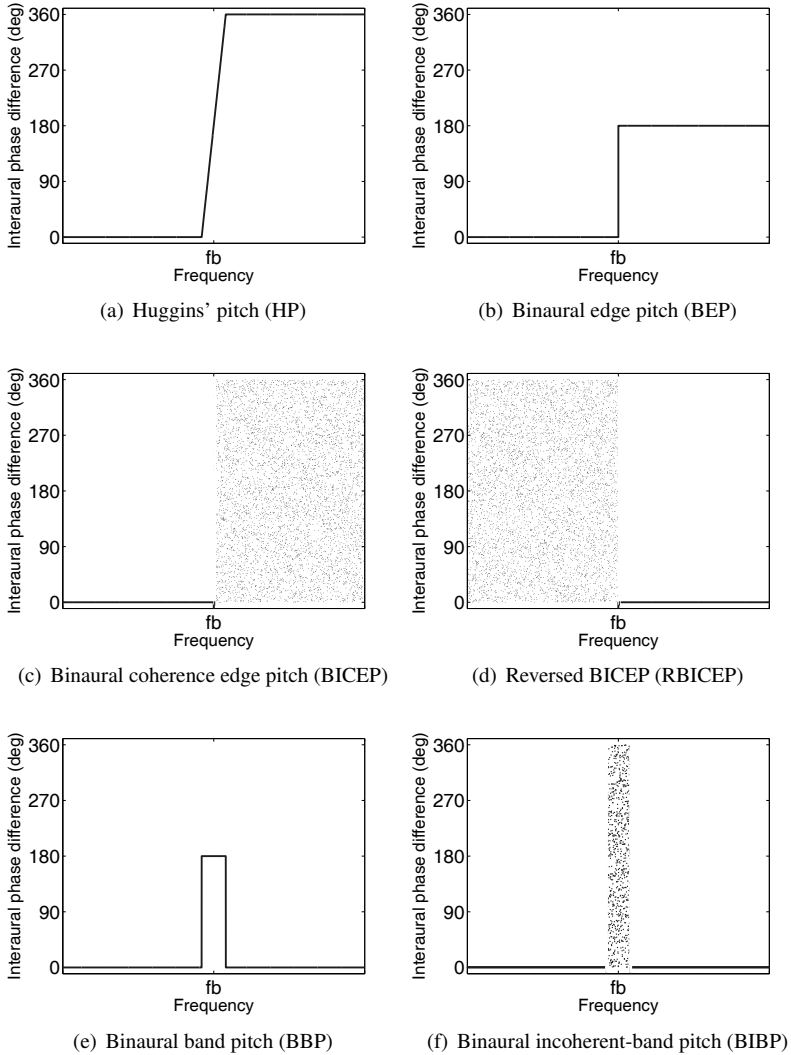 Interaural phase difference (deg)
360
270
180
90
0
fb
Frequency
(a) Huggins' pitch (HP)
Interaural phase difference (deg)
360
270
180
90
0
fb
Frequency
(b) Binaural edge pitch (BEP)
Interaural phase difference (deg)
360
270
180
90
0
fb
Frequency
(c) Binaural coherence edge pitch (BICEP)
Interaural phase difference (deg)
360
270
180
90
0
fb
Frequency
(d) Reversed BICEP (RBICEP)
Interaural phase difference (deg)
360
270
180
90
0
fb
Frequency
(e) Binaural band pitch (BBP)
Interaural phase difference (deg)
360
270
180
90
0
fb
Frequency
(f) Binaural incoherent-band pitch (BIBP)